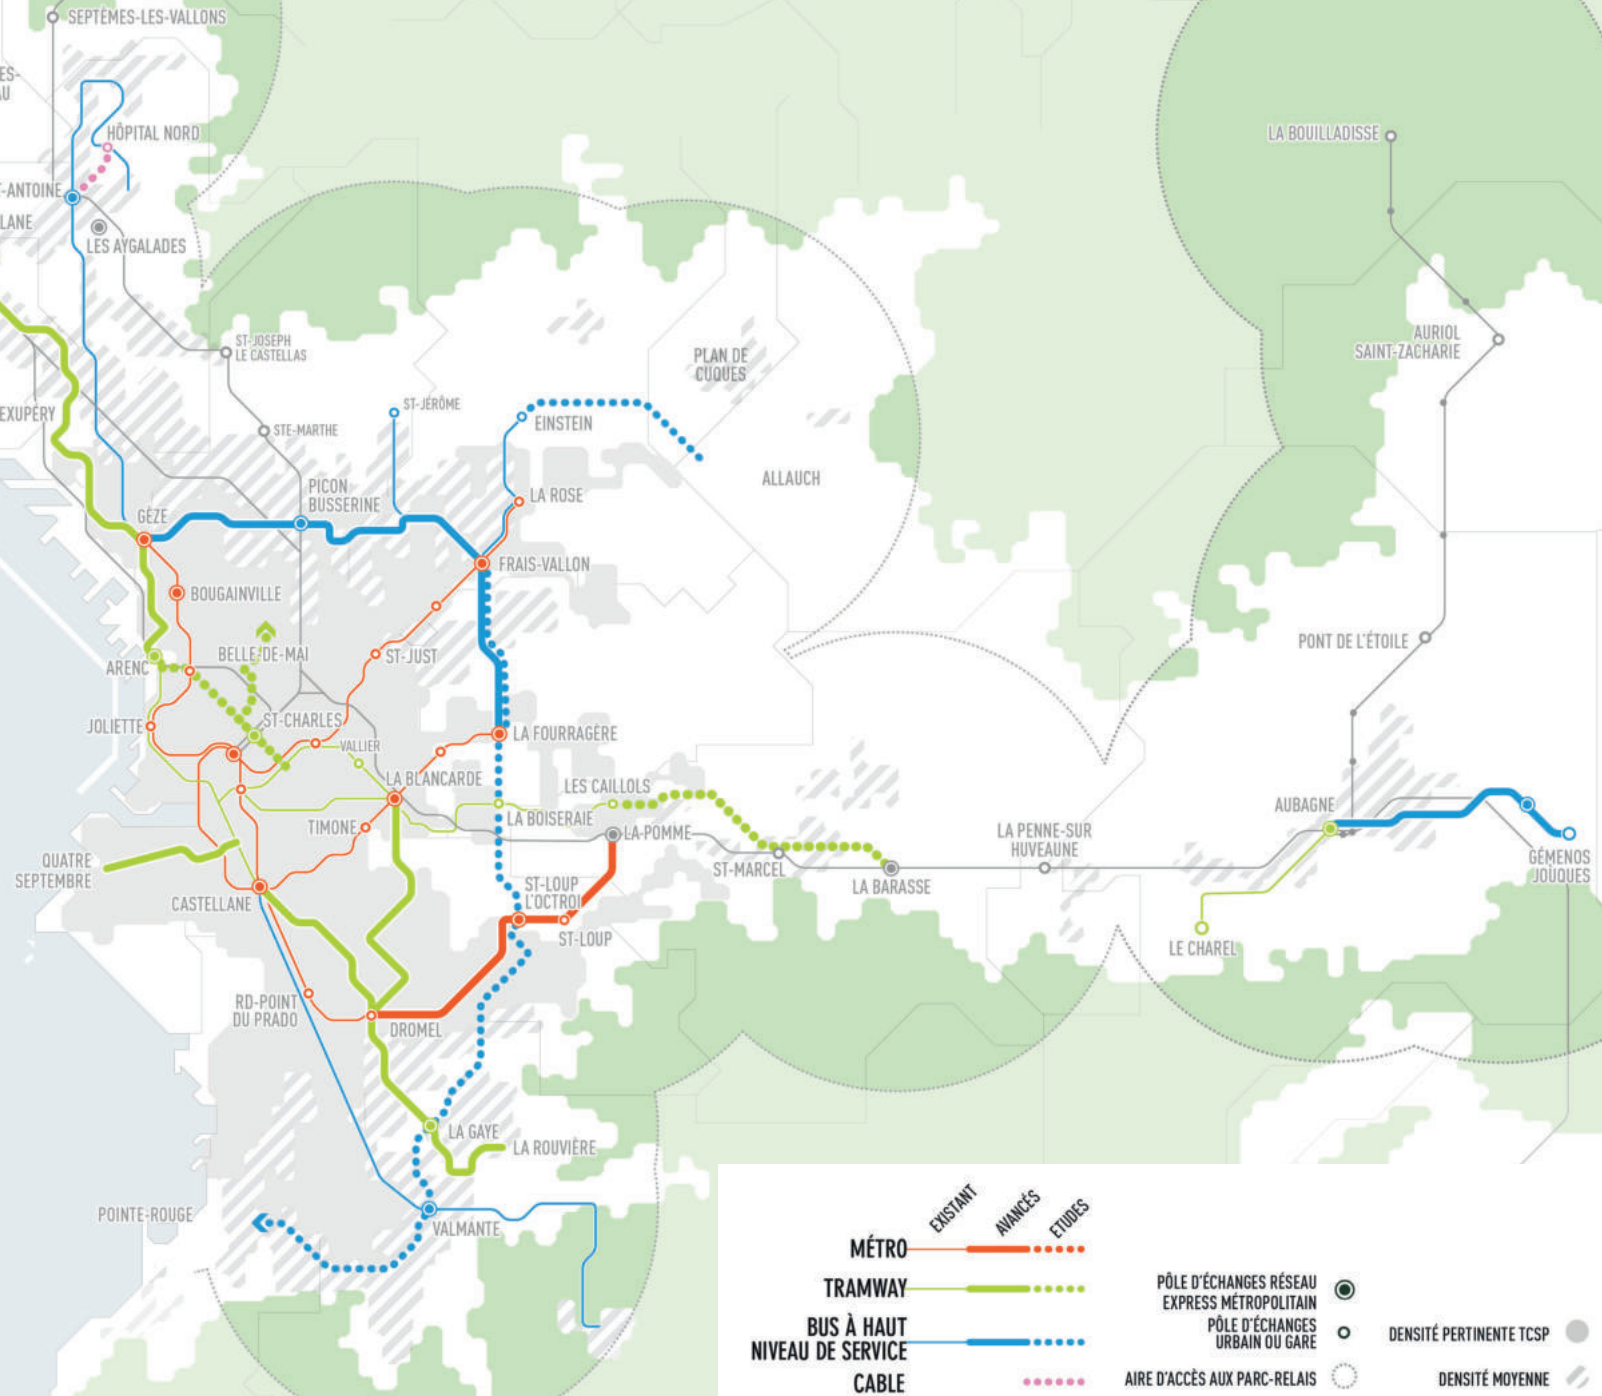 SEPTÈMES-LES-VALLONS
ES-
AU
HÔPITAL NORD
T-ANTOINE
LANE
LES AYGALADES
LA BOUILLADISSE
AURIOL
SAINT-ZACHARIE
ST-JOSEPH
LE CASTELLAS
PLAN DE
CUQUES
EXUPÉRY
STE-MARTHE
ST-JÉRÔME
EINSTEIN
ALLAUCH
PICON
BUSSERINE
LA ROSE
GÈZE
FRAIS-VALLON
BOUGAINVILLE
BELLE-DE-MAI
ARENC
ST-JUST
PONT DE L'ÉTOILE
JOLIETTE
ST-CHARLES
VALLIER
LA FOURRAGÈRE
LA BLANCARDE
LES CAILLOLS
LA BOISERAIE
TIMONE
LA POMME
AUBAGNE
LA PENNE-SUR
HUVEAUNE
ST-MARCEL
LA BARASSE
GÉMENOS
JOUQUES
QUATRE
SEPTEMBRE
CASTELLANE
ST-LOUP
L'OCTROI
ST-LOUP
LE CHAREL
RD-POINT
DU PRADO
DROMEL
LA GAYE
LA ROUVIÈRE
POINTE-ROUGE
VALMANTE
EXISTANT
AVANCÉS
ETUDES
MÉTRO
TRAMWAY
BUS À HAUT
NIVEAU DE SERVICE
CABLE
PÔLE D'ÉCHANGES RÉSEAU
EXPRESS MÉTROPOLITAIN
PÔLE D'ÉCHANGES
URBAIN OU GARE
AIRE D'ACCÈS AUX PARC-RELAIS
DENSITÉ PERTINENTE TCSP
DENSITÉ MOYENNE